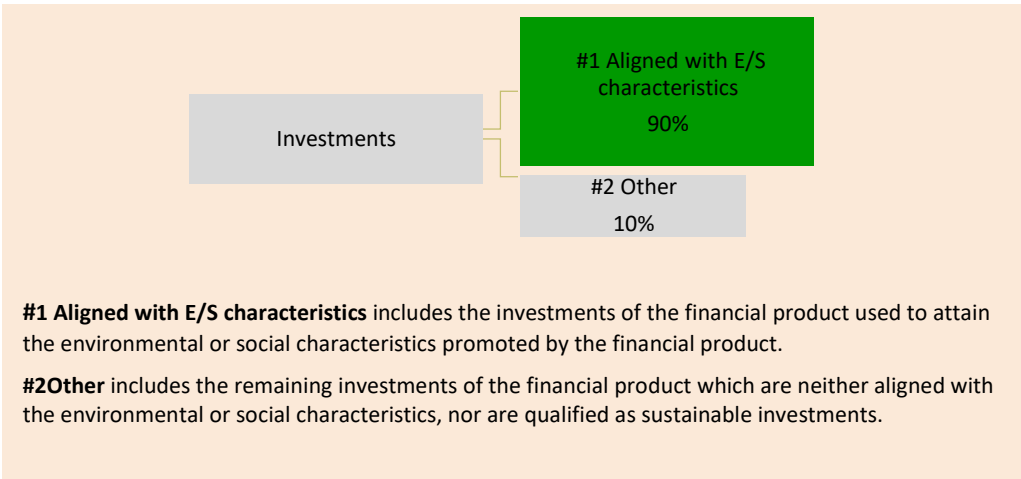 #1 Aligned with E/S
characteristics
90%
Investments
#2 Other
10%
#1 Aligned with E/S characteristics includes the investments of the financial product used to attain
the environmental or social characteristics promoted by the financial product.
#2Other includes the remaining investments of the financial product which are neither aligned with
the environmental or social characteristics, nor are qualified as sustainable investments.